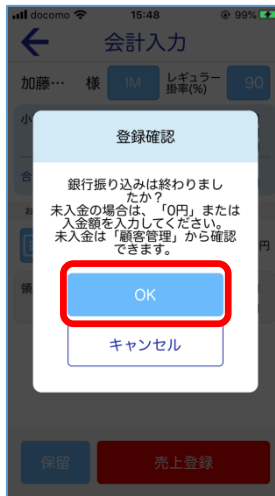 docomo 15:48 99%
会計入力
加藤… 様 IM レギュラー 90
掛率(%)
小
登録確認
合
銀行振り込みは終わりまし
たか？
未入金の場合は、「0円」または
入金額を入力してください。
未入金は「顧客管理」から確認
できます。
お
円
領
OK
キャンセル
保留 売上登録